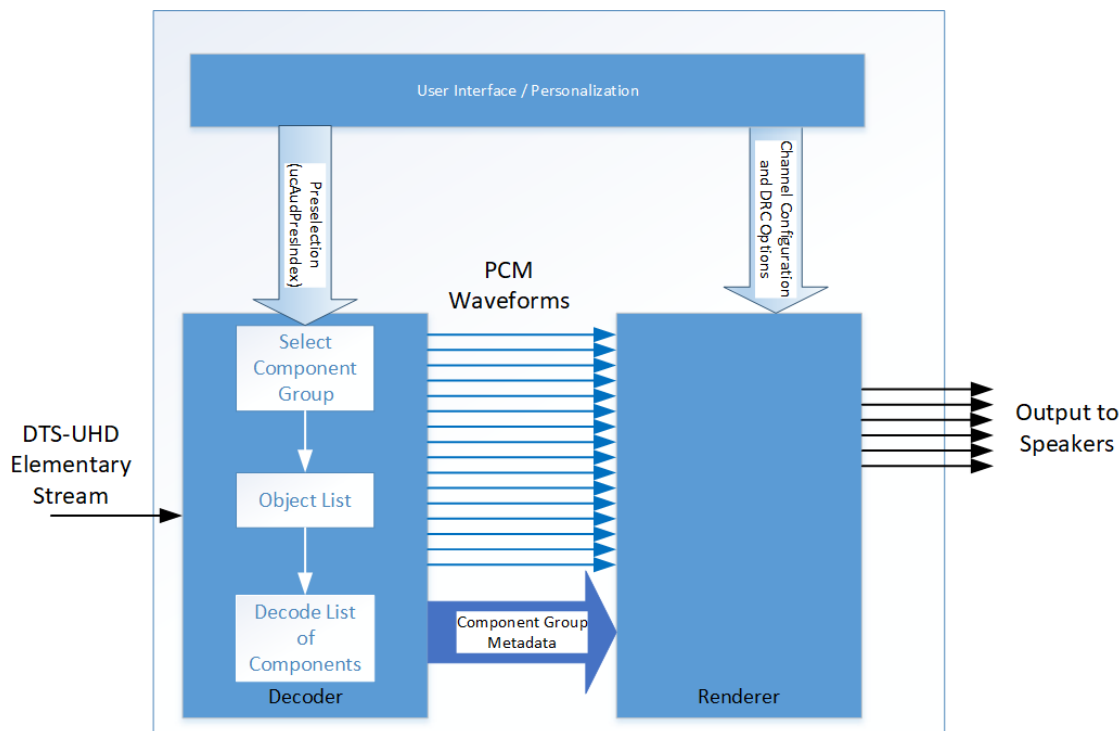 User Interface / Personalization
Preselection
(ucAudPresIndex)
Channel Configuration
and DRC Options
PCM
Waveforms
Select
Component
Group
DTS-UHD
Elementary
Stream
Object List
Output to
Speakers
Decode List
of
Components
Component Group
Metadata
Decoder
Renderer